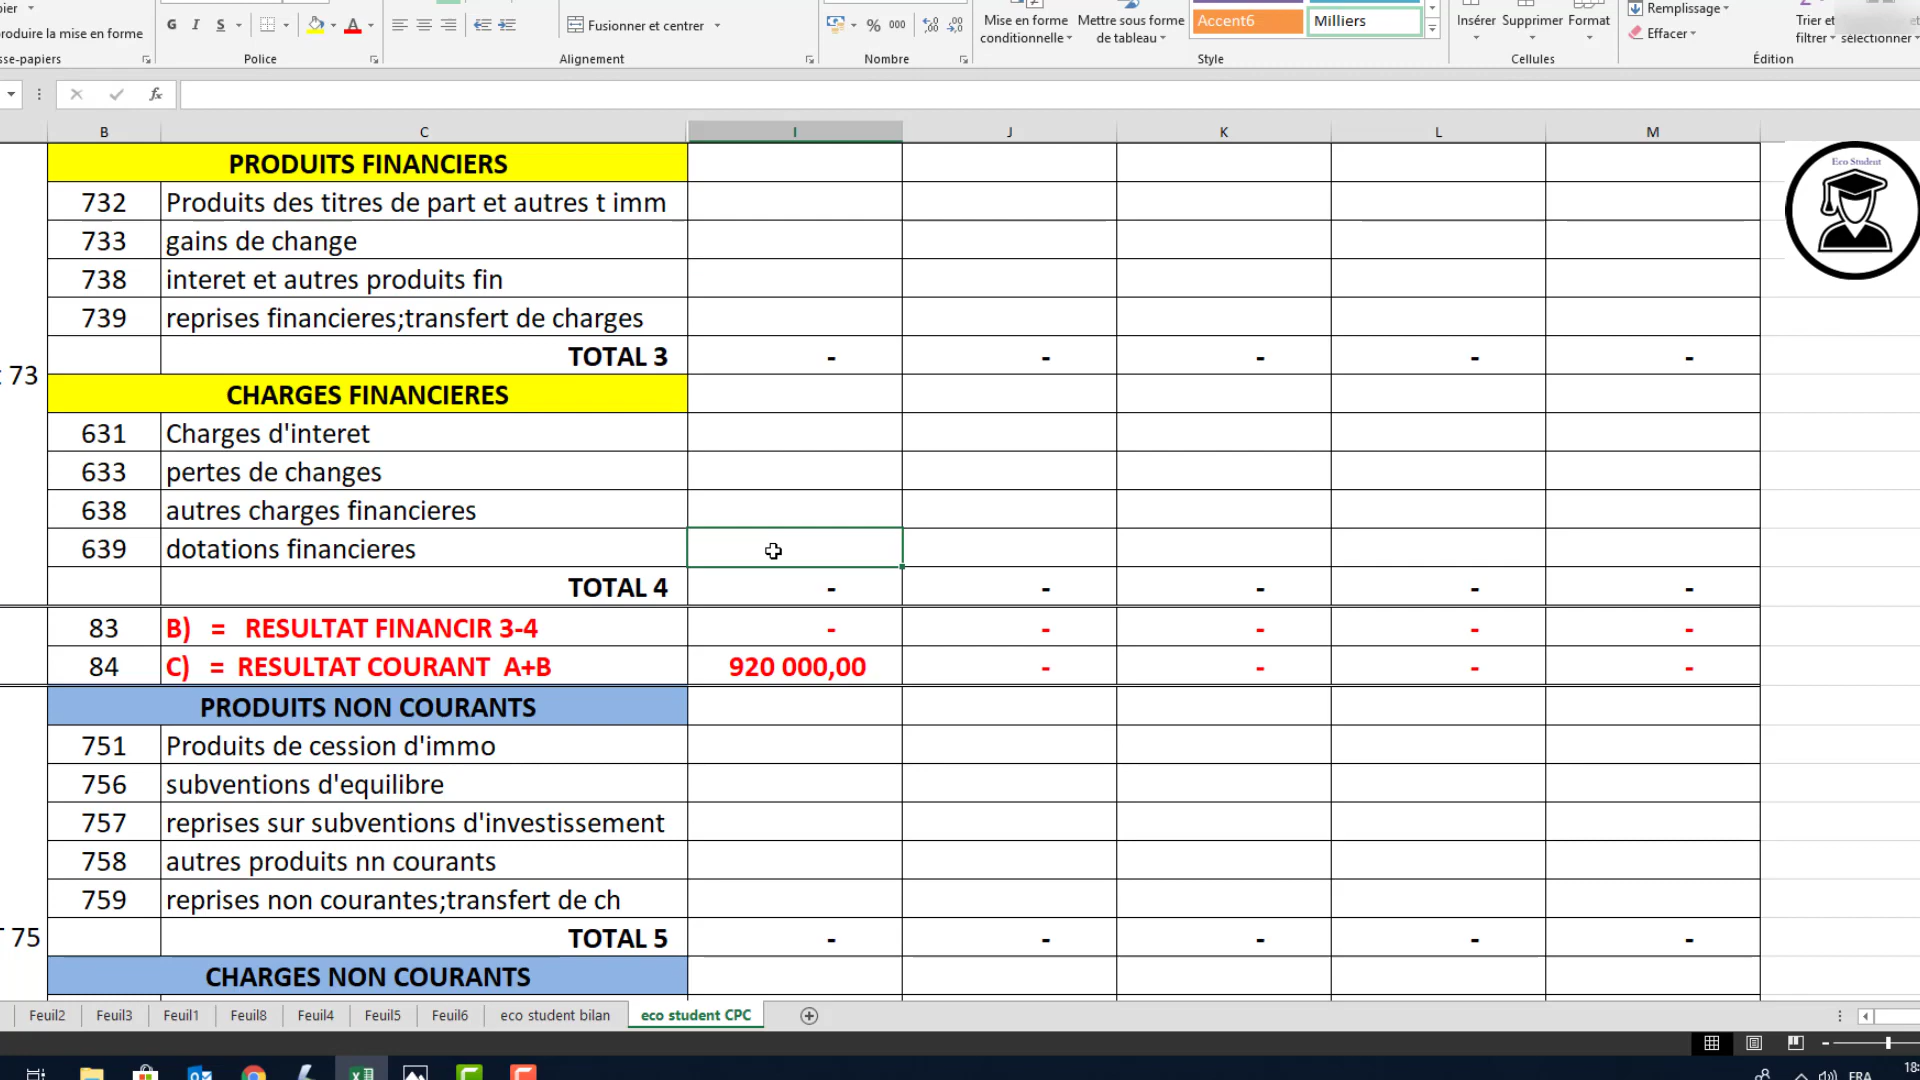 pier
roduire la mise en forme
sse-papiers
G I S
A
Police
Fusionner et centrer
Alignement
% 000
Nombre
Mise en forme
conditionnelle
Mettre sous forme
de tableau
Accent6
Milliers
Style
Insérer Supprimer Format
Cellules
Remplissage
Effacer
Trier et
filtrer
sélectionner
Édition
fx
B C I J K L M
PRODUITS FINANCIERS
732 Produits des titres de part et autres t imm
733 gains de change
738 interet et autres produits fin
739 reprises financieres;transfert de charges
TOTAL 3 - - - - -
73
CHARGES FINANCIERES
631 Charges d'interet
633 pertes de changes
638 autres charges financieres
639 dotations financieres
TOTAL 4 - - - - -
83 B) = RESULTAT FINANCIR 3-4 - - - - -
84 C) = RESULTAT COURANT A+B 920 000,00 - - - -
PRODUITS NON COURANTS
751 Produits de cession d'immo
756 subventions d'equilibre
757 reprises sur subventions d'investissement
758 autres produits nn courants
759 reprises non courantes;transfert de ch
T 75
TOTAL 5 - - - - -
CHARGES NON COURANTS
Eco Student
Feuil2 Feuil3 Feuil1 Feuil8 Feuil4 Feuil5 Feuil6 eco student bilan eco student CPC
FRA
18: